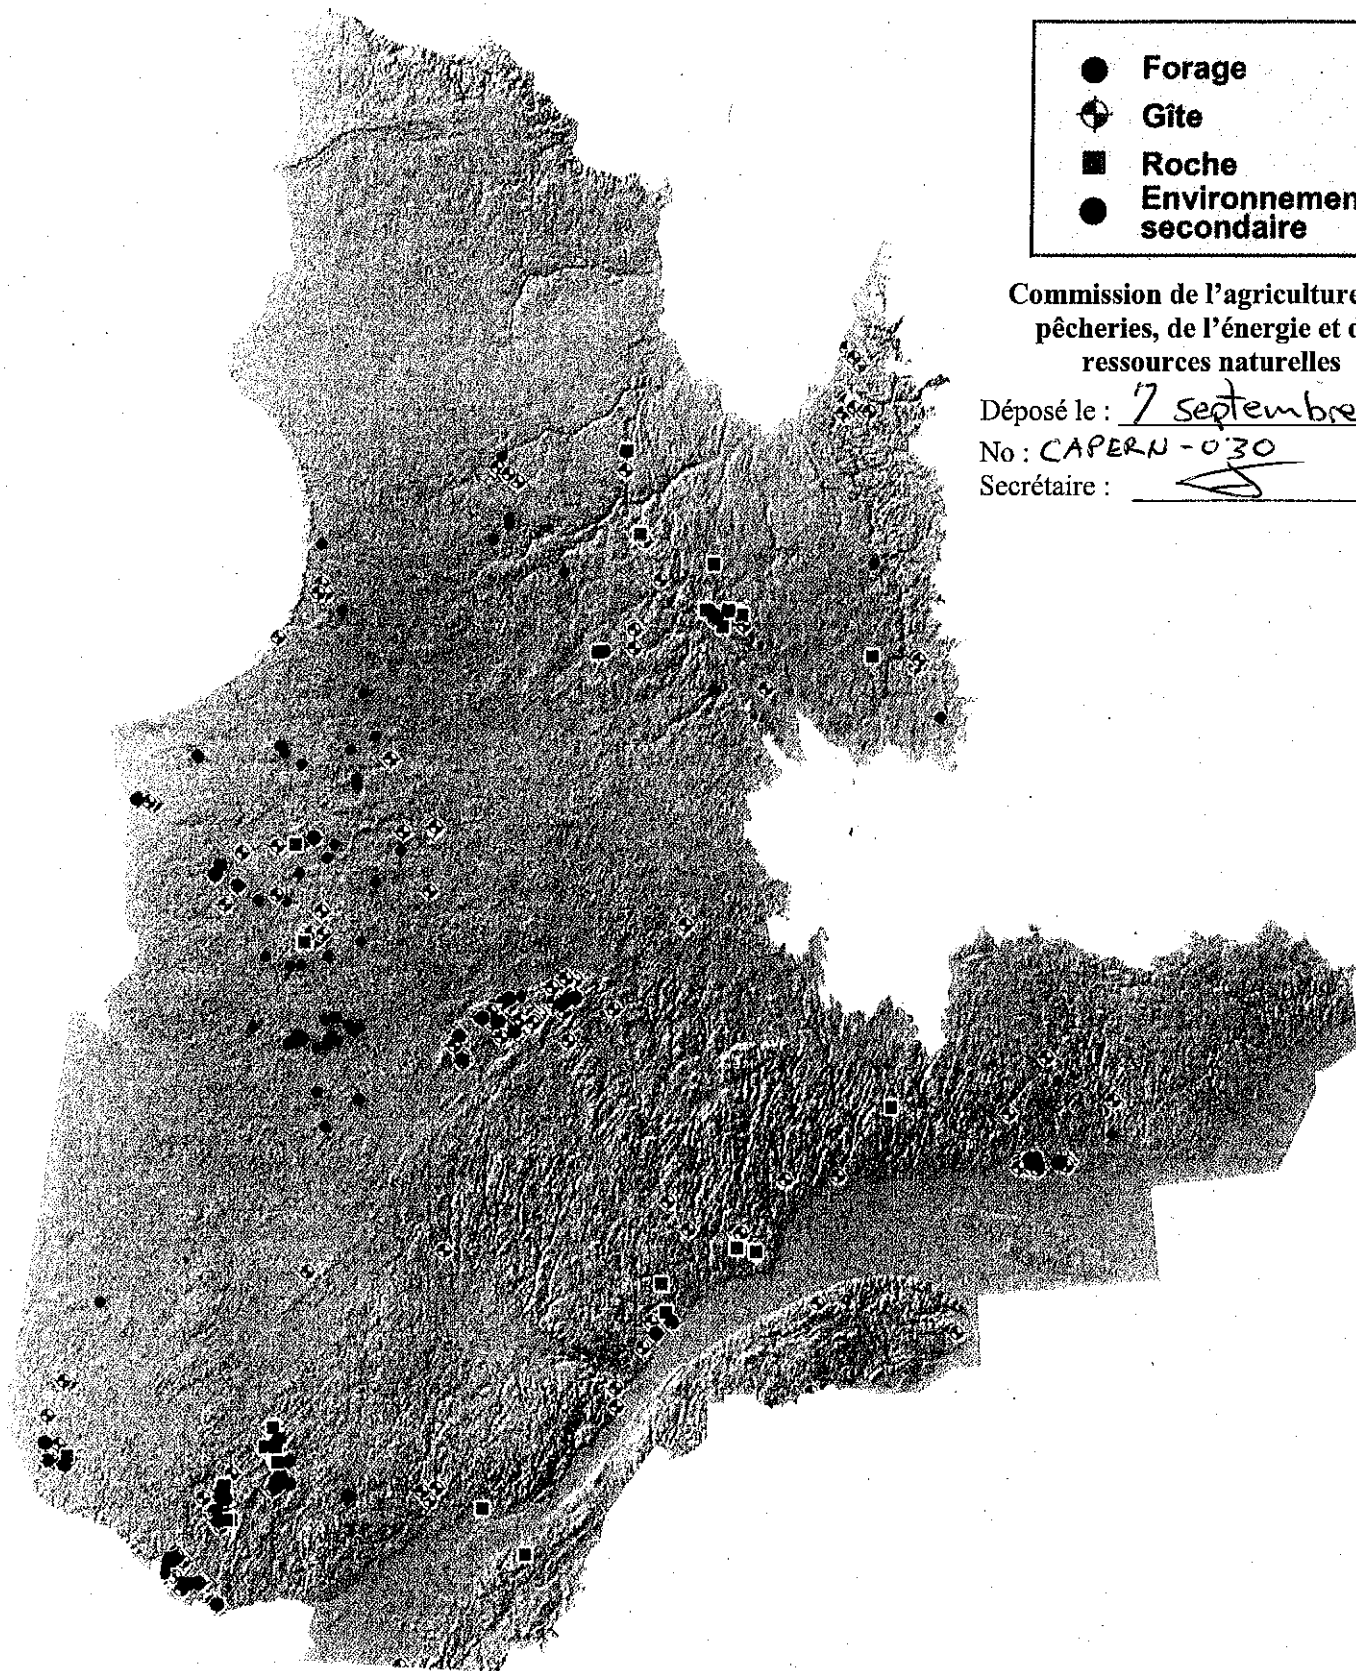 Forage
Gîte
Roche
Environnemen
secondaire
Commission de l'agriculture
pêcheries, de l'énergie et d
ressources naturelles
Déposé le : 7 septembre
No : CAPERN - 030
Secrétaire :